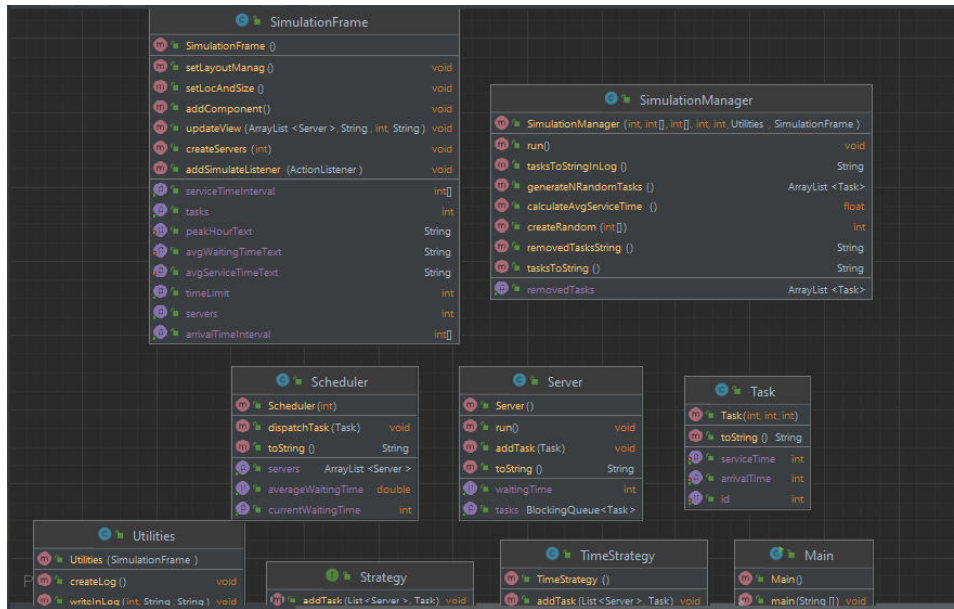 SimulationFrame
SimulationFrame ()
setLayoutManag () void
setLocAndSize () void
addComponent() void
updateView (ArrayList <Server >, String , int, String ) void
createServers (int) void
addSimulateListener (ActionListener ) void
serviceTimeInterval int[]
tasks int
peakHourText String
avgWaitingTimeText String
avgServiceTimeText String
timeLimit int
servers int
arrivalTimeInterval int[]
SimulationManager
SimulationManager (int, int[], int[], int, int, Utilities , SimulationFrame )
run() void
tasksToStringInLog () String
generateNRandomTasks () ArrayList <Task>
calculateAvgServiceTime () float
createRandom (int[]) int
removedTasksString () String
tasksToString () String
removedTasks ArrayList <Task>
Scheduler
Scheduler (int)
dispatchTask (Task) void
toString () String
servers ArrayList <Server >
averageWaitingTime double
currentWaitingTime int
Server
Server ()
run() void
addTask (Task) void
toString () String
waitingTime int
tasks BlockingQueue<Task>
Task
Task(int, int, int)
toString () String
serviceTime int
arrivalTime int
id int
Utilities
Utilities (SimulationFrame )
createLog () void
writeInLog (int, String , String ) void
Strategy
addTask (List <Server >, Task) void
TimeStrategy
TimeStrategy ()
addTask (List <Server >, Task) void
Main
Main()
main(String []) void